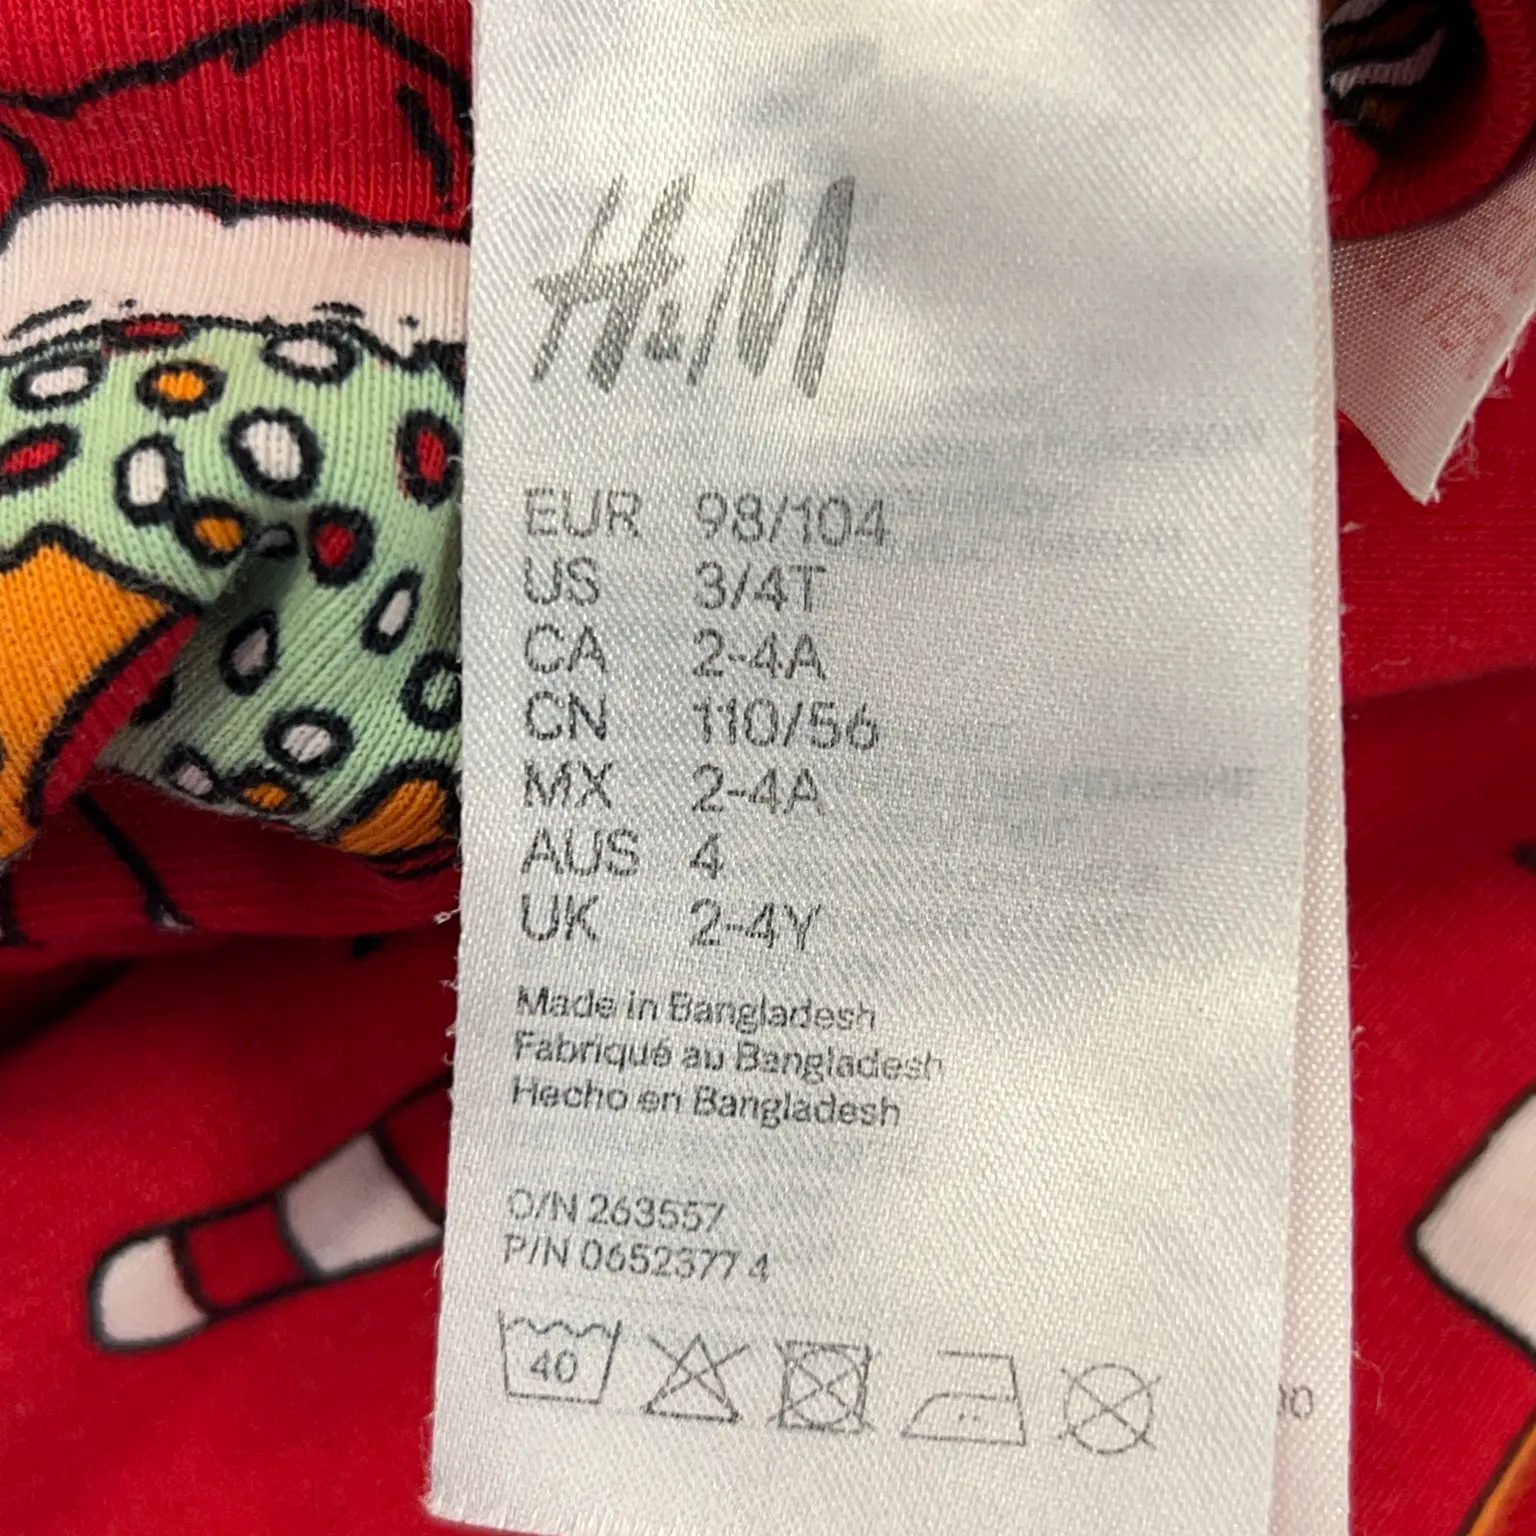 H&M
EUR 98/104
US 3/4T
CA 2-4A
CN 110/56
MX 2-4A
AUS 4
UK 2-4Y
Made in Bangladesh
Fabriqué au Bangladesh
Hecho en Bangladesh
O/N 263557
P/N 0652377 4
40